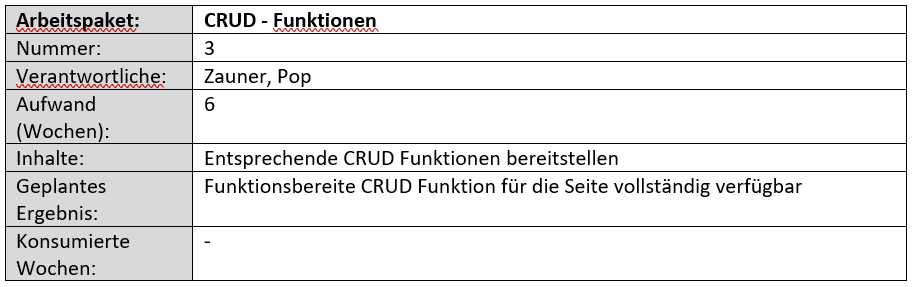 Arbeitspaket: CRUD - Funktionen
Nummer: 3
Verantwortliche: Zauner, Pop
Aufwand 6
(Wochen):
Inhalte: Entsprechende CRUD Funktionen bereitstellen
Geplantes Funktionsbereite CRUD Funktion für die Seite vollständig verfügbar
Ergebnis:
Konsumierte -
Wochen: